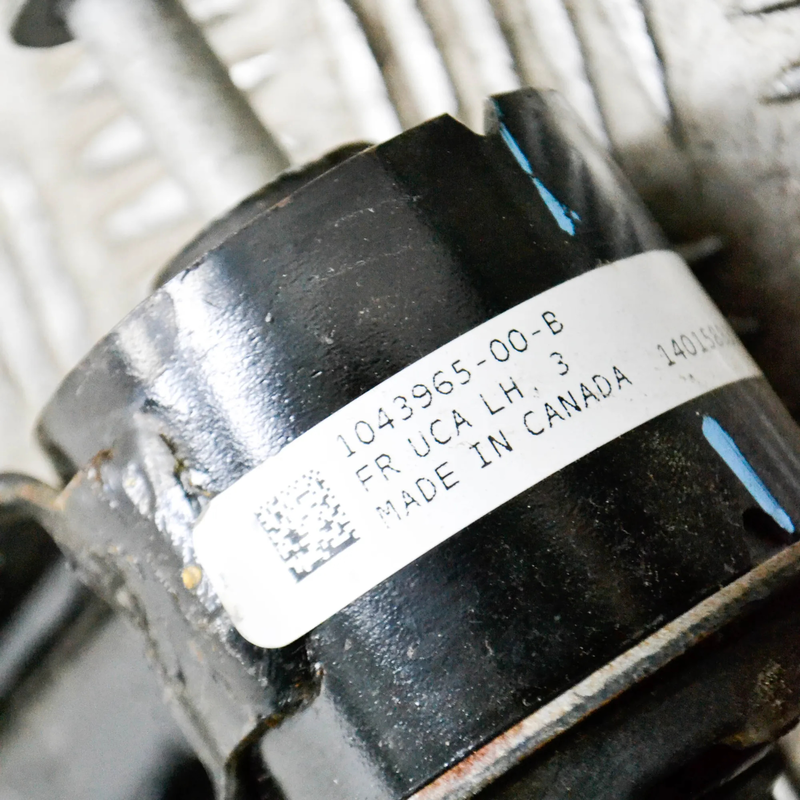 1043965-00-B
FR UCA LH, 3
MADE IN CANADA